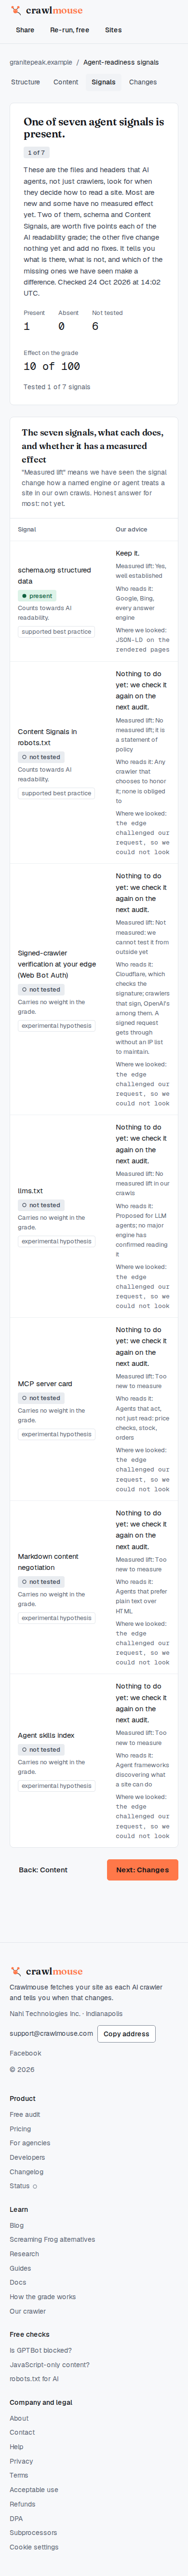 crawlmouse
Share Re-run, free Sites
granitepeak.example / Agent-readiness signals
Structure Content Signals Changes
One of seven agent signals is
present.
1 of 7
These are the files and headers that AI
agents, not just crawlers, look for when
they decide how to read a site. Most are
new and some have no measured effect
yet. Two of them, schema and Content
Signals, are worth five points each of the
AI-readability grade; the other five change
nothing yet and add no fixes. It tells you
what is there, what is not, and which of the
missing ones we have seen make a
difference. Checked 24 Oct 2026 at 14:02
UTC.
Present Absent Not tested
1 0 6
Effect on the grade
10 of 100
Tested 1 of 7 signals
The seven signals, what each does,
and whether it has a measured
effect
"Measured lift" means we have seen the signal
change how a named engine or agent treats a
site in our own crawls. Honest answer for
most: not yet.
Signal Our advice
schema.org structured
data
present
Counts towards AI
readability.
supported best practice
Keep it.
Measured lift: Yes,
well established
Who reads it:
Google, Bing,
every answer
engine
Where we looked:
JSON-LD on the
rendered pages
Content Signals in
robots.txt
not tested
Counts towards AI
readability.
supported best practice
Nothing to do
yet: we check it
again on the
next audit.
Measured lift: No
measured lift; it is
a statement of
policy
Who reads it: Any
crawler that
chooses to honor
it; none is obliged
to
Where we looked:
the edge
challenged our
request, so we
could not look
Signed-crawler
verification at your edge
(Web Bot Auth)
not tested
Carries no weight in the
grade.
experimental hypothesis
Nothing to do
yet: we check it
again on the
next audit.
Measured lift: Not
measured: we
cannot test it from
outside yet
Who reads it:
Cloudflare, which
checks the
signature; crawlers
that sign, OpenAI's
among them. A
signed request
gets through
without an IP list
to maintain.
Where we looked:
the edge
challenged our
request, so we
could not look
llms.txt
not tested
Carries no weight in the
grade.
experimental hypothesis
Nothing to do
yet: we check it
again on the
next audit.
Measured lift: No
measured lift in our
crawls
Who reads it:
Proposed for LLM
agents; no major
engine has
confirmed reading
it
Where we looked:
the edge
challenged our
request, so we
could not look
MCP server card
not tested
Carries no weight in the
grade.
experimental hypothesis
Nothing to do
yet: we check it
again on the
next audit.
Measured lift: Too
new to measure
Who reads it:
Agents that act,
not just read: price
checks, stock,
orders
Where we looked:
the edge
challenged our
request, so we
could not look
Markdown content
negotiation
not tested
Carries no weight in the
grade.
experimental hypothesis
Nothing to do
yet: we check it
again on the
next audit.
Measured lift: Too
new to measure
Who reads it:
Agents that prefer
plain text over
HTML
Where we looked:
the edge
challenged our
request, so we
could not look
Agent skills index
not tested
Carries no weight in the
grade.
experimental hypothesis
Nothing to do
yet: we check it
again on the
next audit.
Measured lift: Too
new to measure
Who reads it:
Agent frameworks
discovering what
a site can do
Where we looked:
the edge
challenged our
request, so we
could not look
Back: Content Next: Changes
crawlmouse
Crawlmouse fetches your site as each AI crawler
and tells you when that changes.
Nahl Technologies Inc. · Indianapolis
support@crawlmouse.com Copy address
Facebook
© 2026
Product
Free audit
Pricing
For agencies
Developers
Changelog
Status
Learn
Blog
Screaming Frog alternatives
Research
Guides
Docs
How the grade works
Our crawler
Free checks
Is GPTBot blocked?
JavaScript-only content?
robots.txt for AI
Company and legal
About
Contact
Help
Privacy
Terms
Acceptable use
Refunds
DPA
Subprocessors
Cookie settings